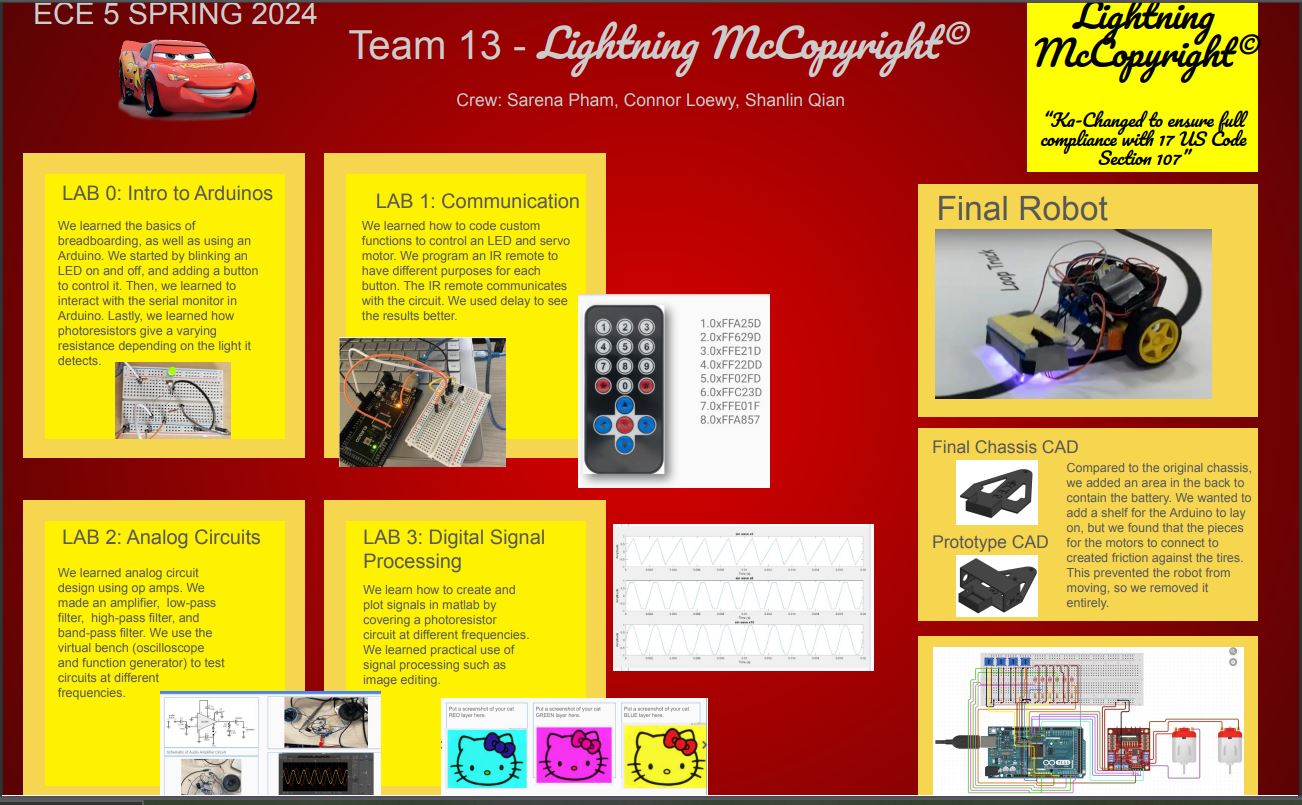 ECE 5 SPRING 2024
Team 13 - Lightning McCopyright©
Crew: Sarena Pham, Connor Loewy, Shanlin Qian
Lightning
McCopyright©
“Ka-Changed to ensure full
compliance with 17 US Code
Section 107”
LAB 0: Intro to Arduinos
We learned the basics of
breadboarding, as well as using an
Arduino. We started by blinking an
LED on and off, and adding a button
to control it. Then, we learned to
interact with the serial monitor in
Arduino. Lastly, we learned how
photoresistors give a varying
resistance depending on the light it
detects.
LAB 1: Communication
We learned how to code custom
functions to control an LED and servo
motor. We program an IR remote to
have different purposes for each
button. The IR remote communicates
with the circuit. We used delay to see
the results better.
1 2 3
4 5 6
7 8 9
* 0 #
1.0xFFA25D
2.0xFF629D
3.0xFFE21D
4.0xFF22DD
5.0xFF02FD
6.0xFFC23D
7.0xFFE01F
8.0xFFA857
LAB 2: Analog Circuits
We learned analog circuit
design using op amps. We
made an amplifier, low-pass
filter, high-pass filter, and
band-pass filter. We use the
virtual bench (oscilloscope
and function generator) to test
circuits at different
frequencies.
Schematic of Audio Amplifier Circuit
LAB 3: Digital Signal
Processing
We learn how to create and
plot signals in matlab by
covering a photoresistor
circuit at different frequencies.
We learned practical use of
signal processing such as
image editing.
Put a screenshot of your cat
RED layer here.
Put a screenshot of your cat
GREEN layer here.
Put a screenshot of your cat
BLUE layer here.
Final Robot
Loop Track
Final Chassis CAD
Prototype CAD
Compared to the original chassis,
we added an area in the back to
contain the battery. We wanted to
add a shelf for the Arduino to lay
on, but we found that the pieces
for the motors to connect to
created friction against the tires.
This prevented the robot from
moving, so we removed it
entirely.